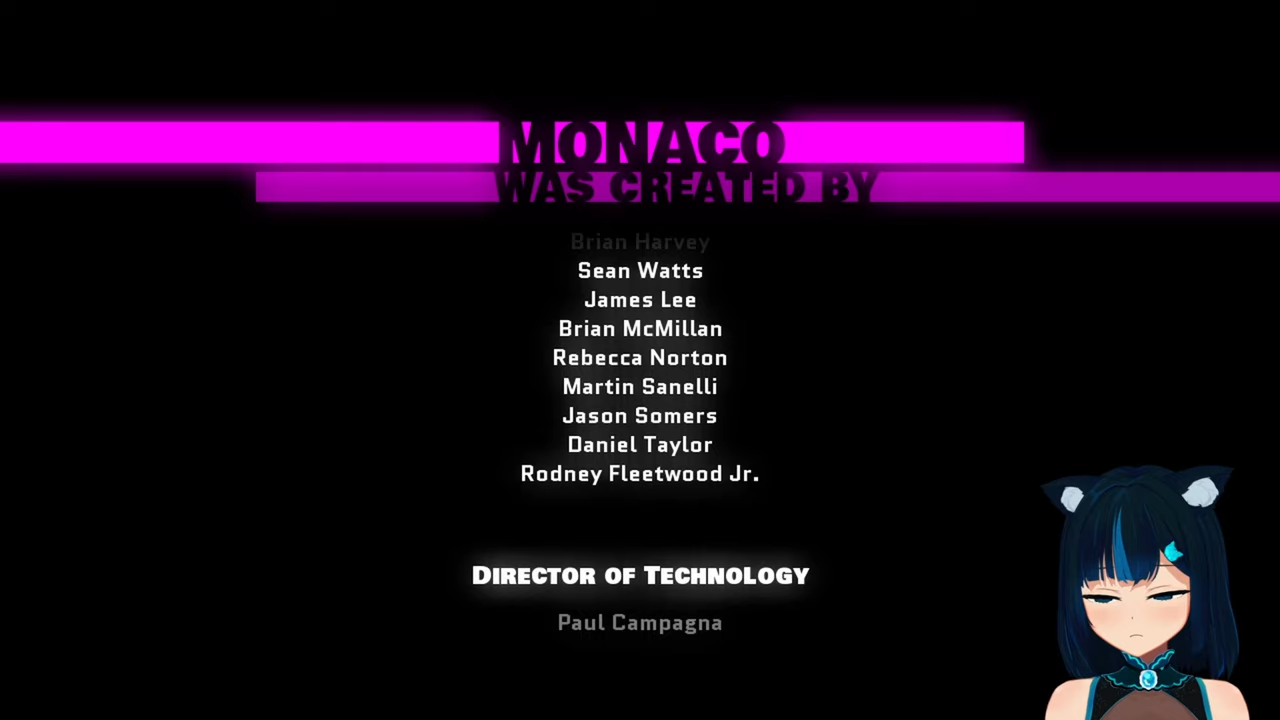 MONACO
WAS CREATED BY
Brian Harvey
Sean Watts
James Lee
Brian McMillan
Rebecca Norton
Martin Sanelli
Jason Somers
Daniel Taylor
Rodney Fleetwood Jr.
Director of Technology
Paul Campagna